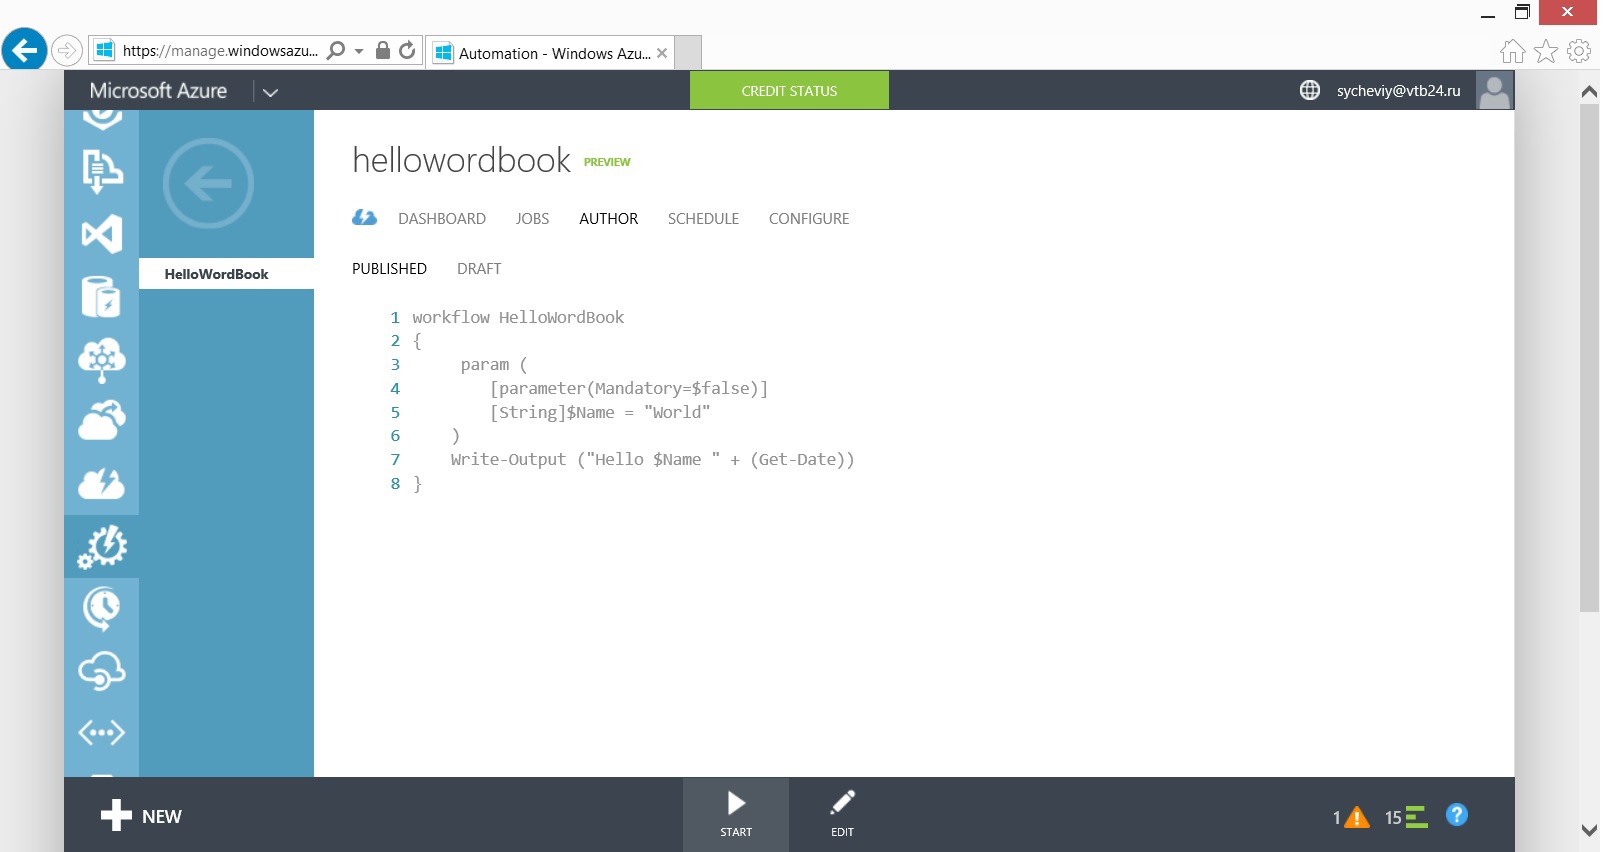 https://manage.windowsazu...
Automation - Windows Azu...
Microsoft Azure
CREDIT STATUS
sycheviy@vtb24.ru
hellowordbook PREVIEW
DASHBOARD JOBS AUTHOR SCHEDULE CONFIGURE
HelloWordBook
PUBLISHED DRAFT
1 workflow HelloWordBook
2 {
3 param (
4 [parameter(Mandatory=$false)]
5 [String]$Name = "World"
6 )
7 Write-Output ("Hello $Name " + (Get-Date))
8 }
NEW
START
EDIT
1
15
?